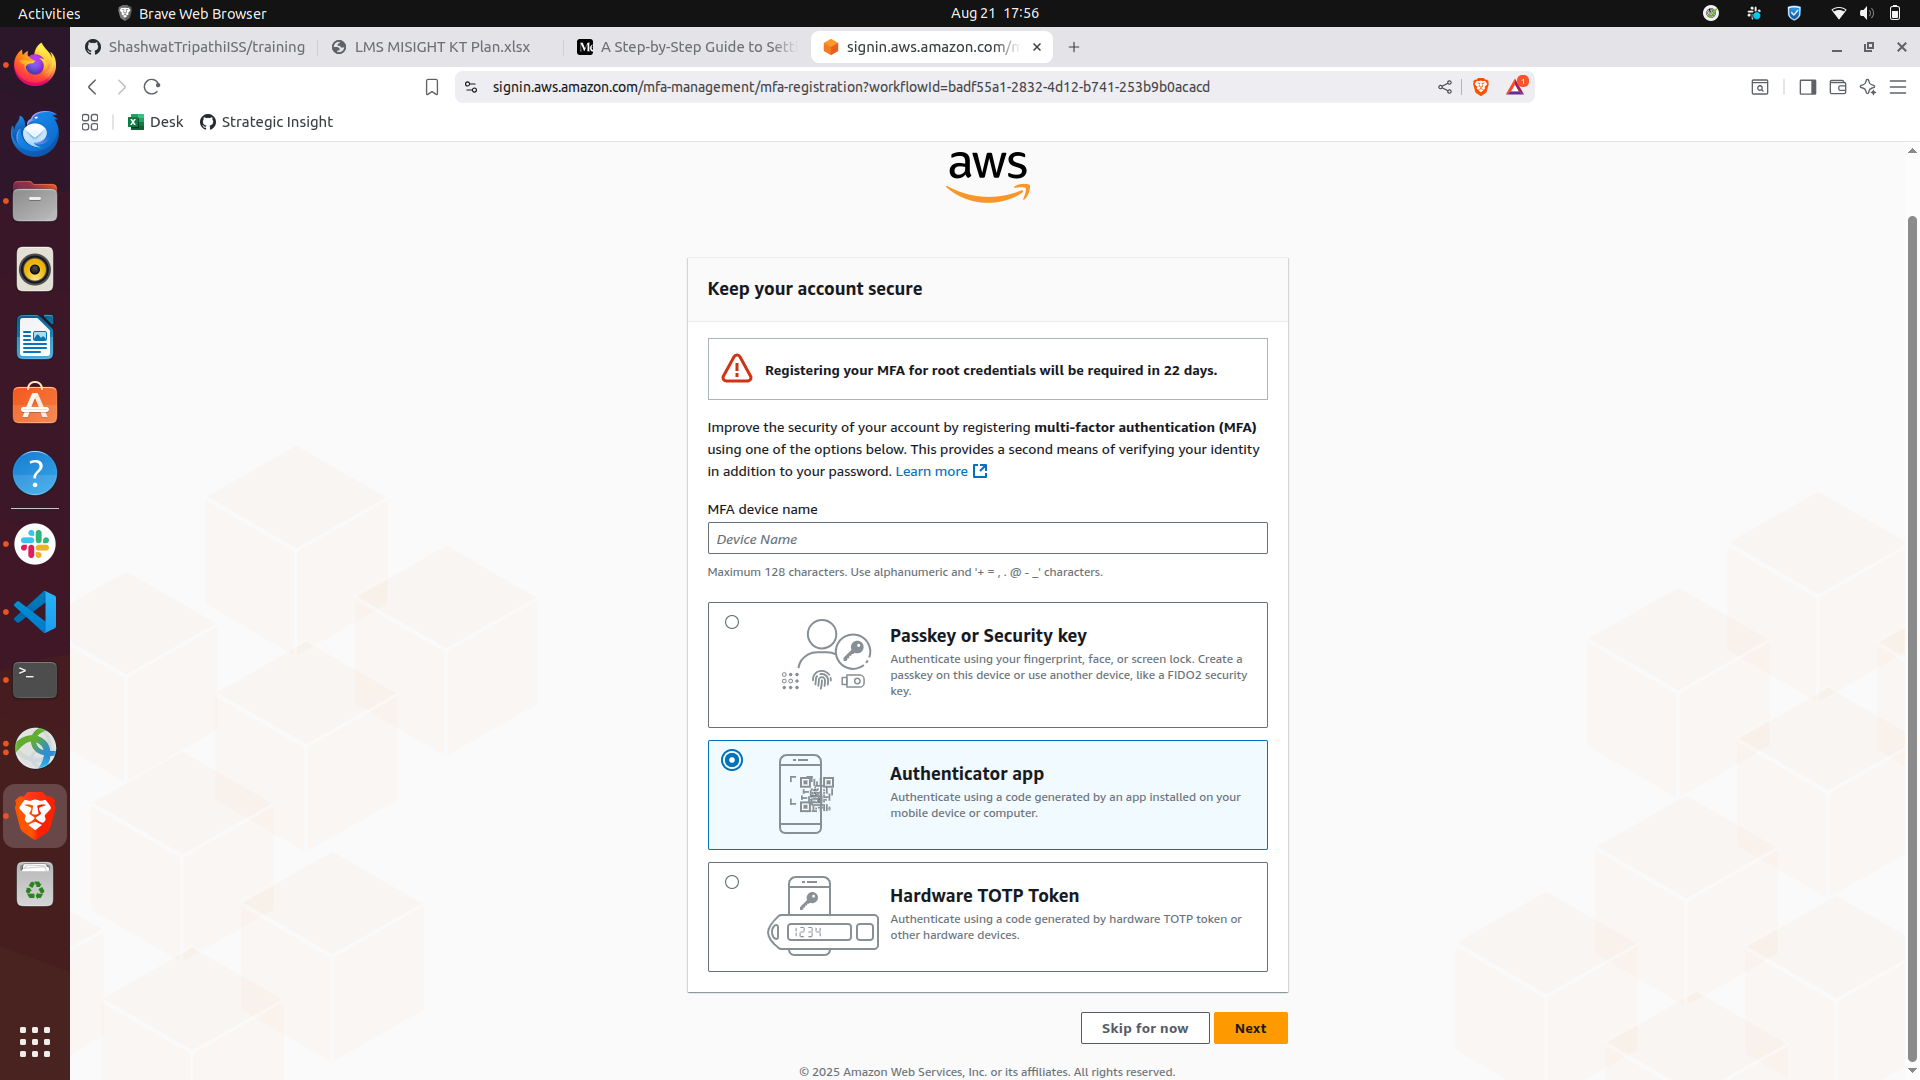 Activities
Brave Web Browser
Aug 21 17:56
ShashwatTripathiISS/training
LMS MISIGHT KT Plan.xlsx
A Step-by-Step Guide to Sett
signin.aws.amazon.com/m
signin.aws.amazon.com/mfa-management/mfa-registration?workflowId=badf55a1-2832-4d12-b741-253b9b0acacd
1
Desk
Strategic Insight
aws
Keep your account secure
Registering your MFA for root credentials will be required in 22 days.
Improve the security of your account by registering multi-factor authentication (MFA)
using one of the options below. This provides a second means of verifying your identity
in addition to your password. Learn more
MFA device name
Device Name
Maximum 128 characters. Use alphanumeric and '+ = , . @ - _' characters.
Passkey or Security key
Authenticate using your fingerprint, face, or screen lock. Create a
passkey on this device or use another device, like a FIDO2 security
key.
Authenticator app
Authenticate using a code generated by an app installed on your
mobile device or computer.
Hardware TOTP Token
1234
Authenticate using a code generated by hardware TOTP token or
other hardware devices.
Skip for now
Next
© 2025 Amazon Web Services, Inc. or its affiliates. All rights reserved.